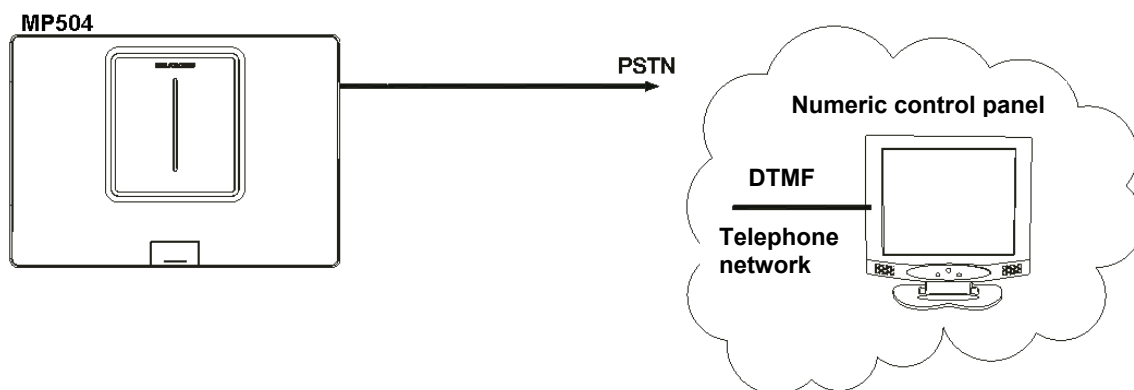 MP504
PSTN
Numeric control panel
DTMF
Telephone
network